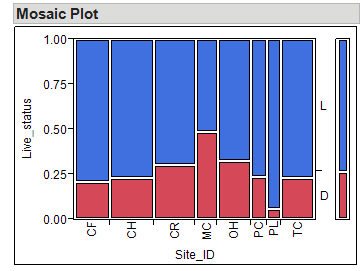 Mosaic Plot
1.00
0.75
0.50
0.25
0.00
Live_status
L
D
CF CH CR MC OH PC PL TC
Site_ID